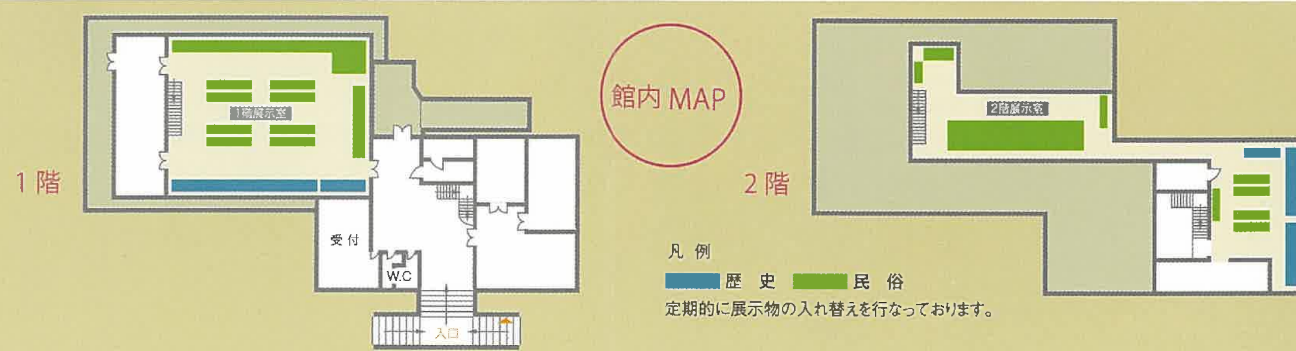 館内 MAP
1 階
1階展示室
受 付
W.C
入口
2 階
2階展示室
凡 例
歴 史
民 俗
定期的に展示物の入れ替えを行なっております。